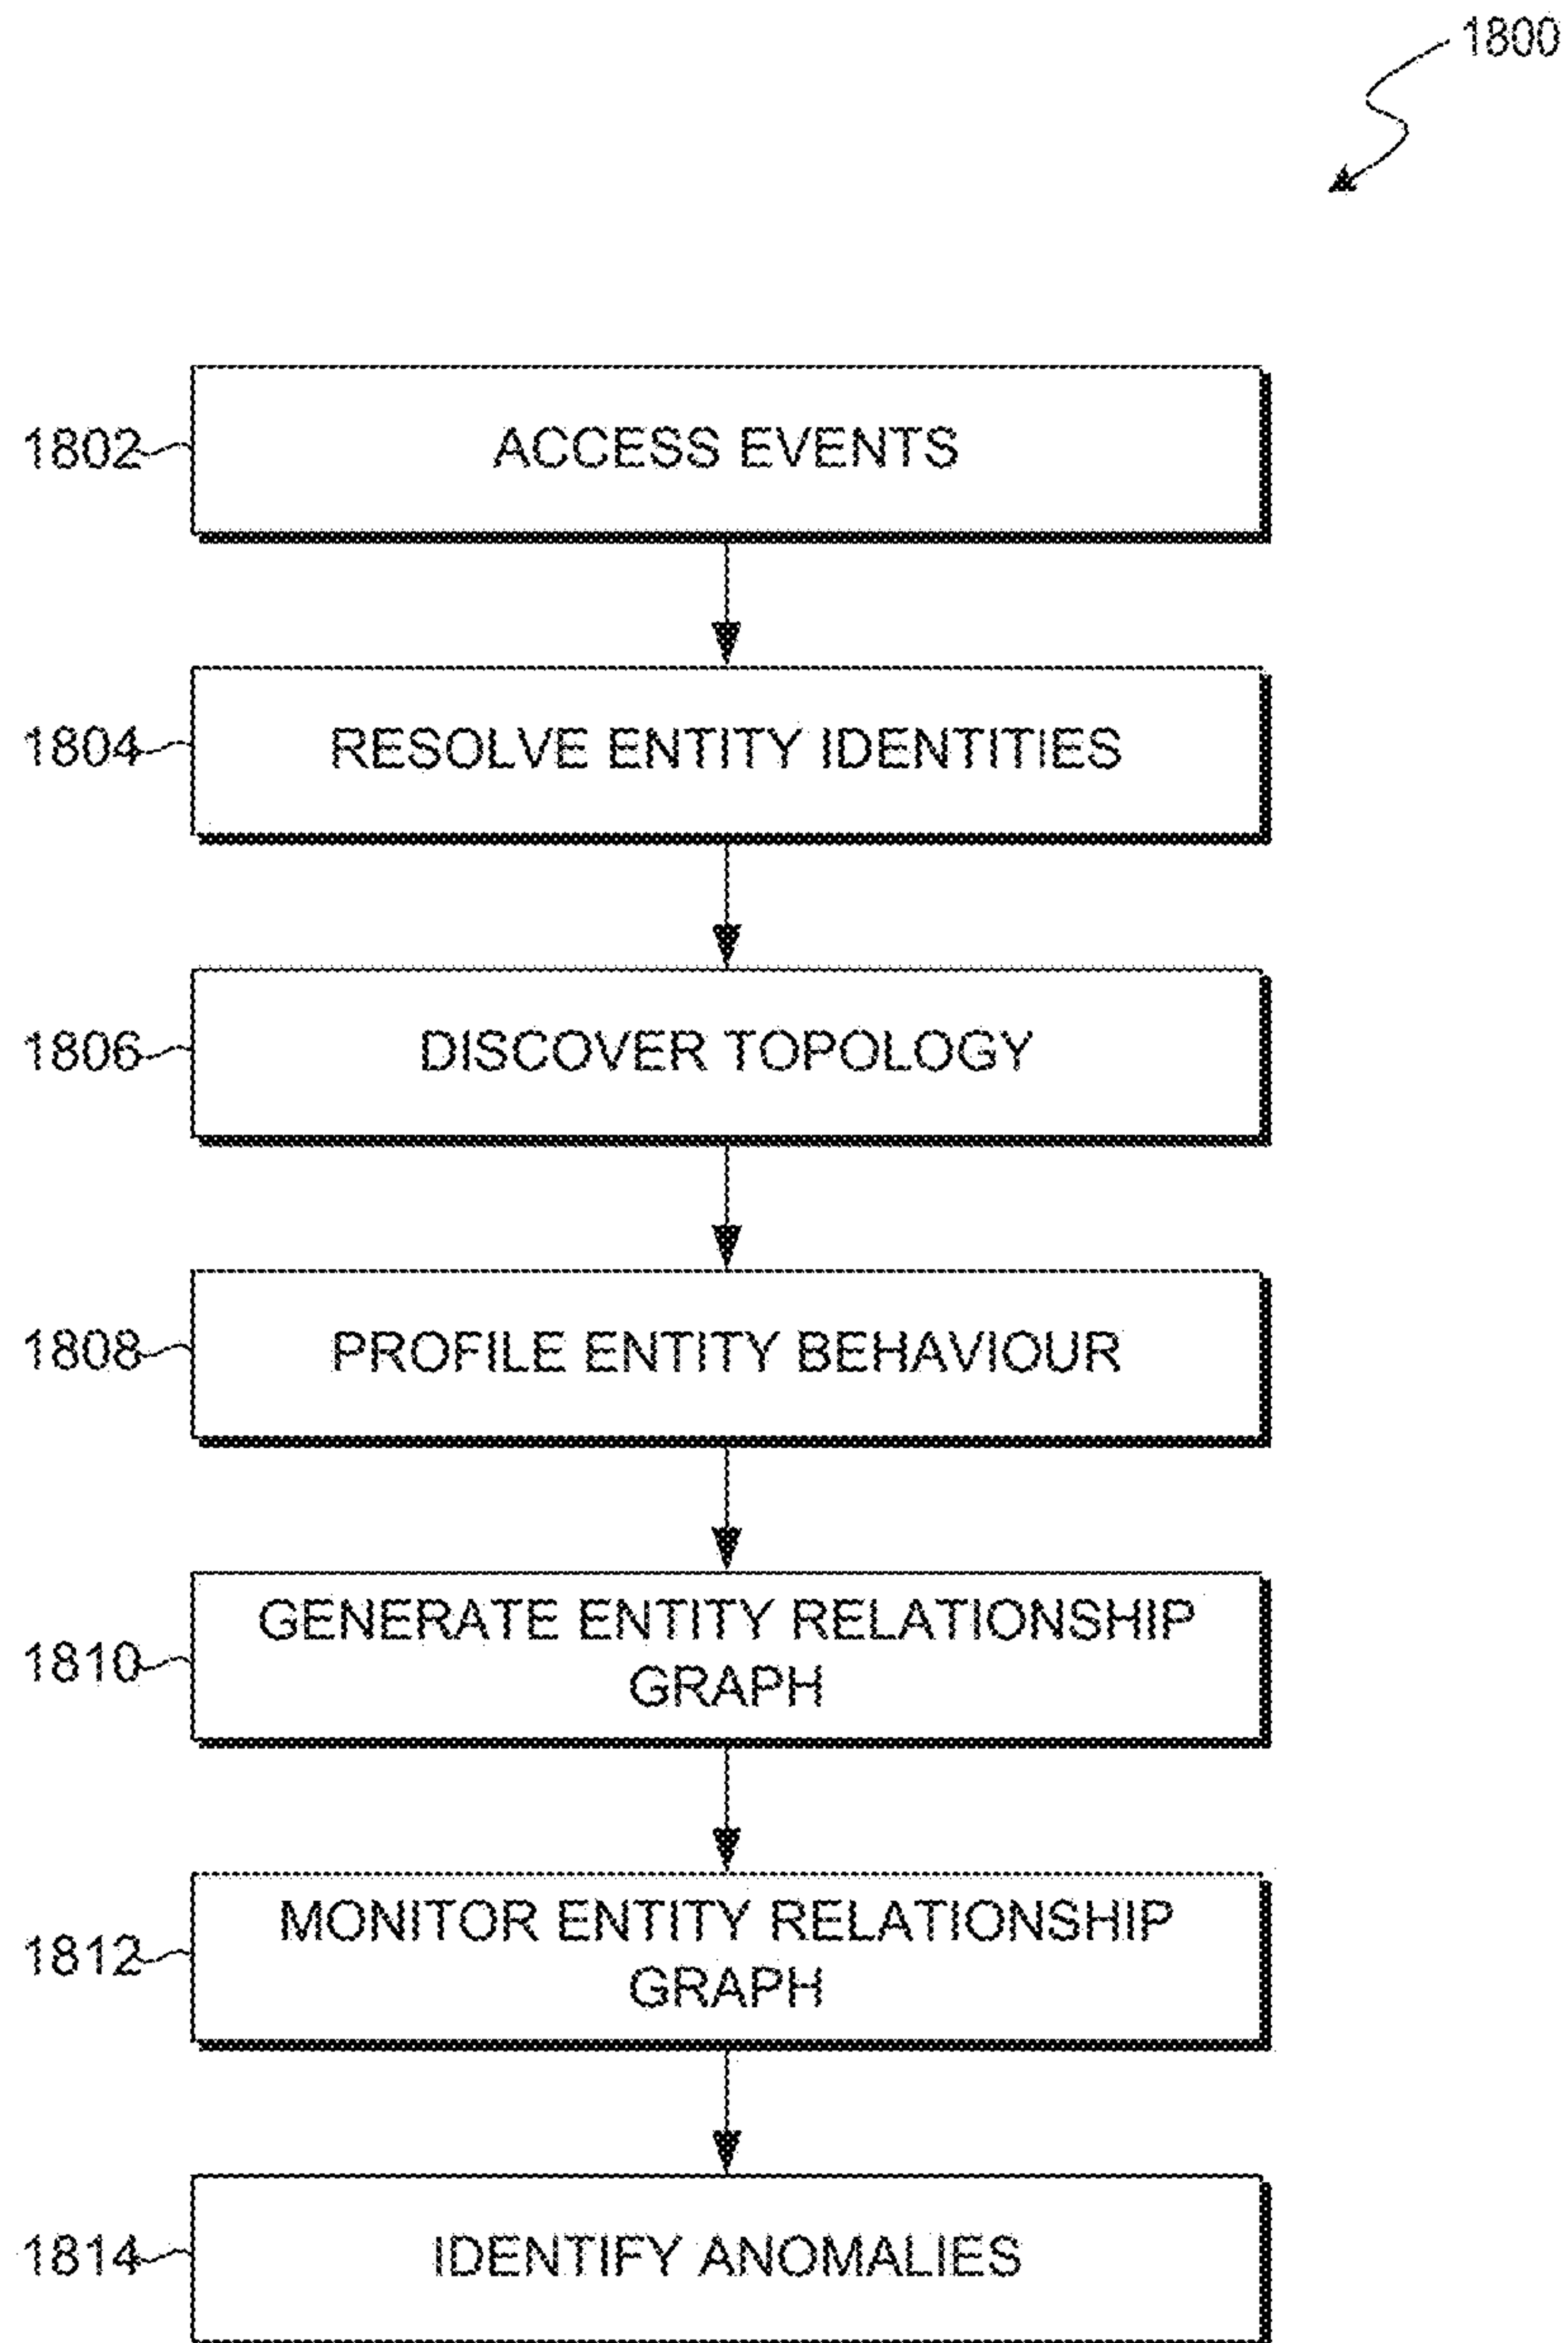 1800
1802 ACCESS EVENTS
1804 RESOLVE ENTITY IDENTITIES
1806 DISCOVER TOPOLOGY
1808 PROFILE ENTITY BEHAVIOUR
1810 GENERATE ENTITY RELATIONSHIP
GRAPH
1812 MONITOR ENTITY RELATIONSHIP
GRAPH
1814 IDENTIFY ANOMALIES